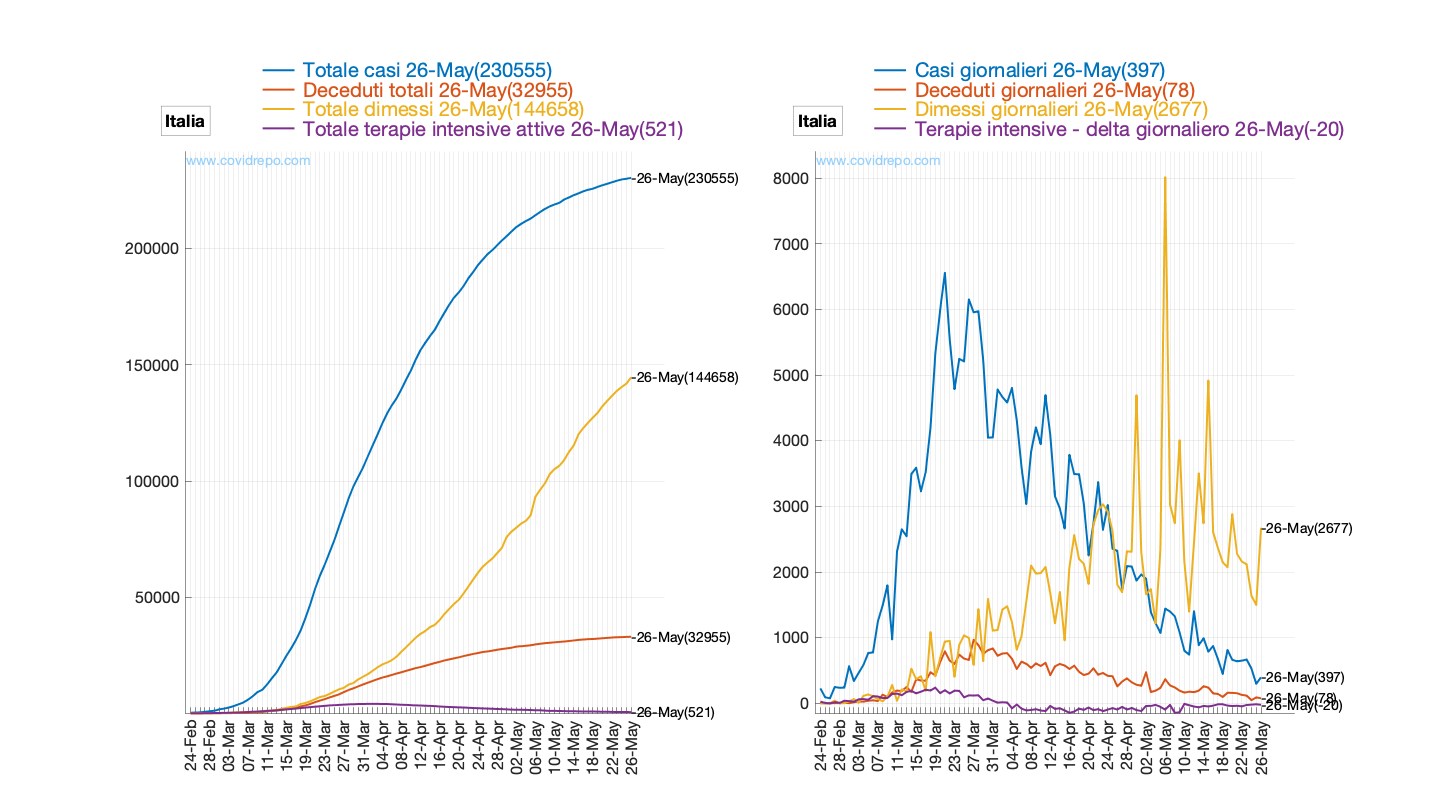 Totale casi 26-May(230555)
Deceduti totali 26-May(32955)
Totale dimessi 26-May(144658)
Totale terapie intensive attive 26-May(521)
Italia
www.covidrepo.com
200000
150000
100000
50000
-26-May(230555)
-26-May(144658)
-26-May(32955)
-26-May(521)
24-Feb
28-Feb
03-Mar
07-Mar
11-Mar
15-Mar
19-Mar
23-Mar
27-Mar
31-Mar
04-Apr
08-Apr
12-Apr
16-Apr
20-Apr
24-Apr
28-Apr
02-May
06-May
10-May
14-May
18-May
22-May
26-May
Casi giornalieri 26-May(397)
Deceduti giornalieri 26-May(78)
Dimessi giornalieri 26-May(2677)
Terapie intensive - delta giornaliero 26-May(-20)
Italia
www.covidrepo.com
8000
7000
6000
5000
4000
3000
2000
1000
0
-26-May(2677)
-26-May(397)
-26-May(78)
-26-May(-20)
24-Feb
28-Feb
03-Mar
07-Mar
11-Mar
15-Mar
19-Mar
23-Mar
27-Mar
31-Mar
04-Apr
08-Apr
12-Apr
16-Apr
20-Apr
24-Apr
28-Apr
02-May
06-May
10-May
14-May
18-May
22-May
26-May